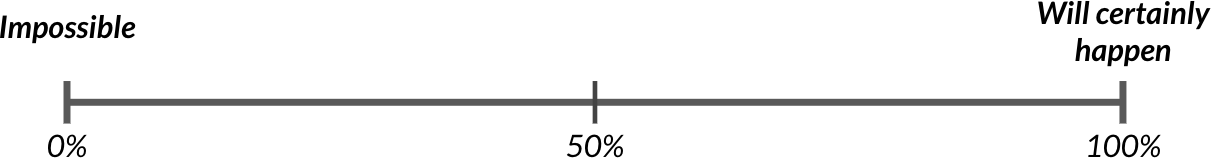 Impossible
Will certainly
happen
0%
50%
100%